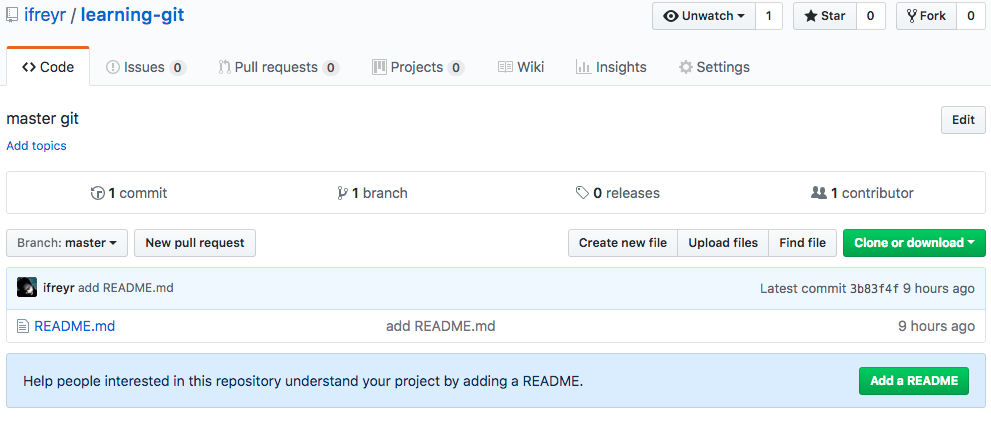 ifreyr / learning-git
Unwatch 1 Star 0 Fork 0
Code Issues 0 Pull requests 0 Projects 0 Wiki Insights Settings
master git
Edit
Add topics
1 commit 1 branch 0 releases 1 contributor
Branch: master New pull request Create new file Upload files Find file Clone or download
ifreyr add README.md Latest commit 3b83f4f 9 hours ago
README.md add README.md 9 hours ago
Help people interested in this repository understand your project by adding a README. Add a README